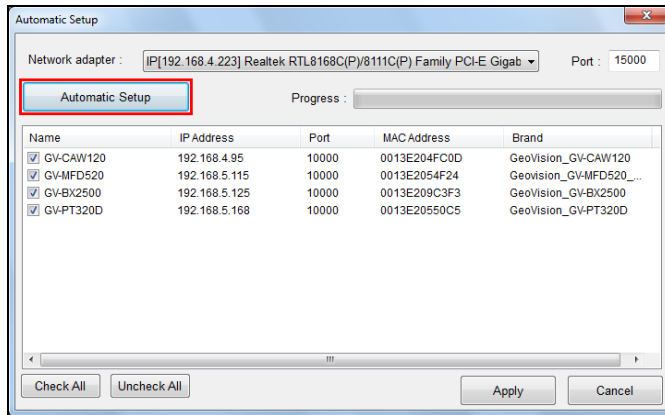 Automatic Setup
Network adapter : IP[192.168.4.223] Realtek RTL8168C(P)/8111C(P) Family PCI-E Gigab Port : 15000
Automatic Setup Progress :
Name IP Address Port MAC Address Brand
GV-CAW120 192.168.4.95 10000 0013E204FC0D GeoVision_GV-CAW120
GV-MFD520 192.168.5.115 10000 0013E2054F24 Geovision_GV-MFD520_...
GV-BX2500 192.168.5.125 10000 0013E209C3F3 GeoVision_GV-BX2500
GV-PT320D 192.168.5.168 10000 0013E20550C5 GeoVision_GV-PT320D
Check All Uncheck All Apply Cancel